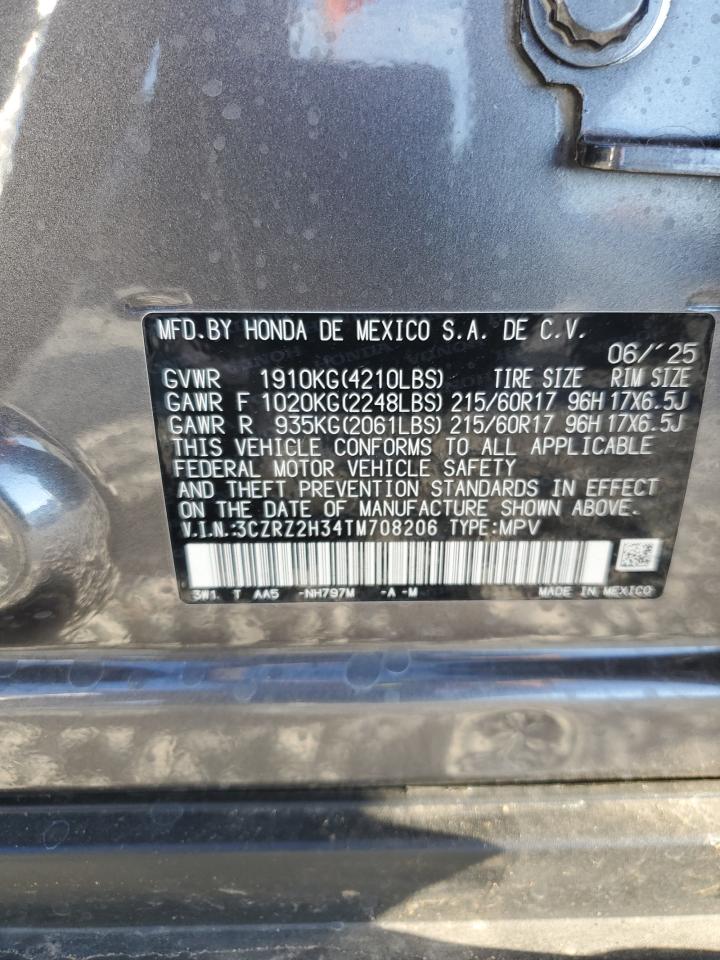 MFD.BY HONDA DE MEXICO S.A. DE C.V.
06/´25
GVWR 1910KG(4210LBS) TIRE SIZE RIM SIZE
GAWR F 1020KG(2248LBS) 215/60R17 96H 17X6.5J
GAWR R 935KG(2061LBS) 215/60R17 96H 17X6.5J
THIS VEHICLE CONFORMS TO ALL APPLICABLE
FEDERAL MOTOR VEHICLE SAFETY
AND THEFT PREVENTION STANDARDS IN EFFECT
ON THE DATE OF MANUFACTURE SHOWN ABOVE.
V.I.N.:3CZRZ2H34TM708206 TYPE:MPV
3W1 T AA5 -NH797M -A -M MADE IN MEXICO